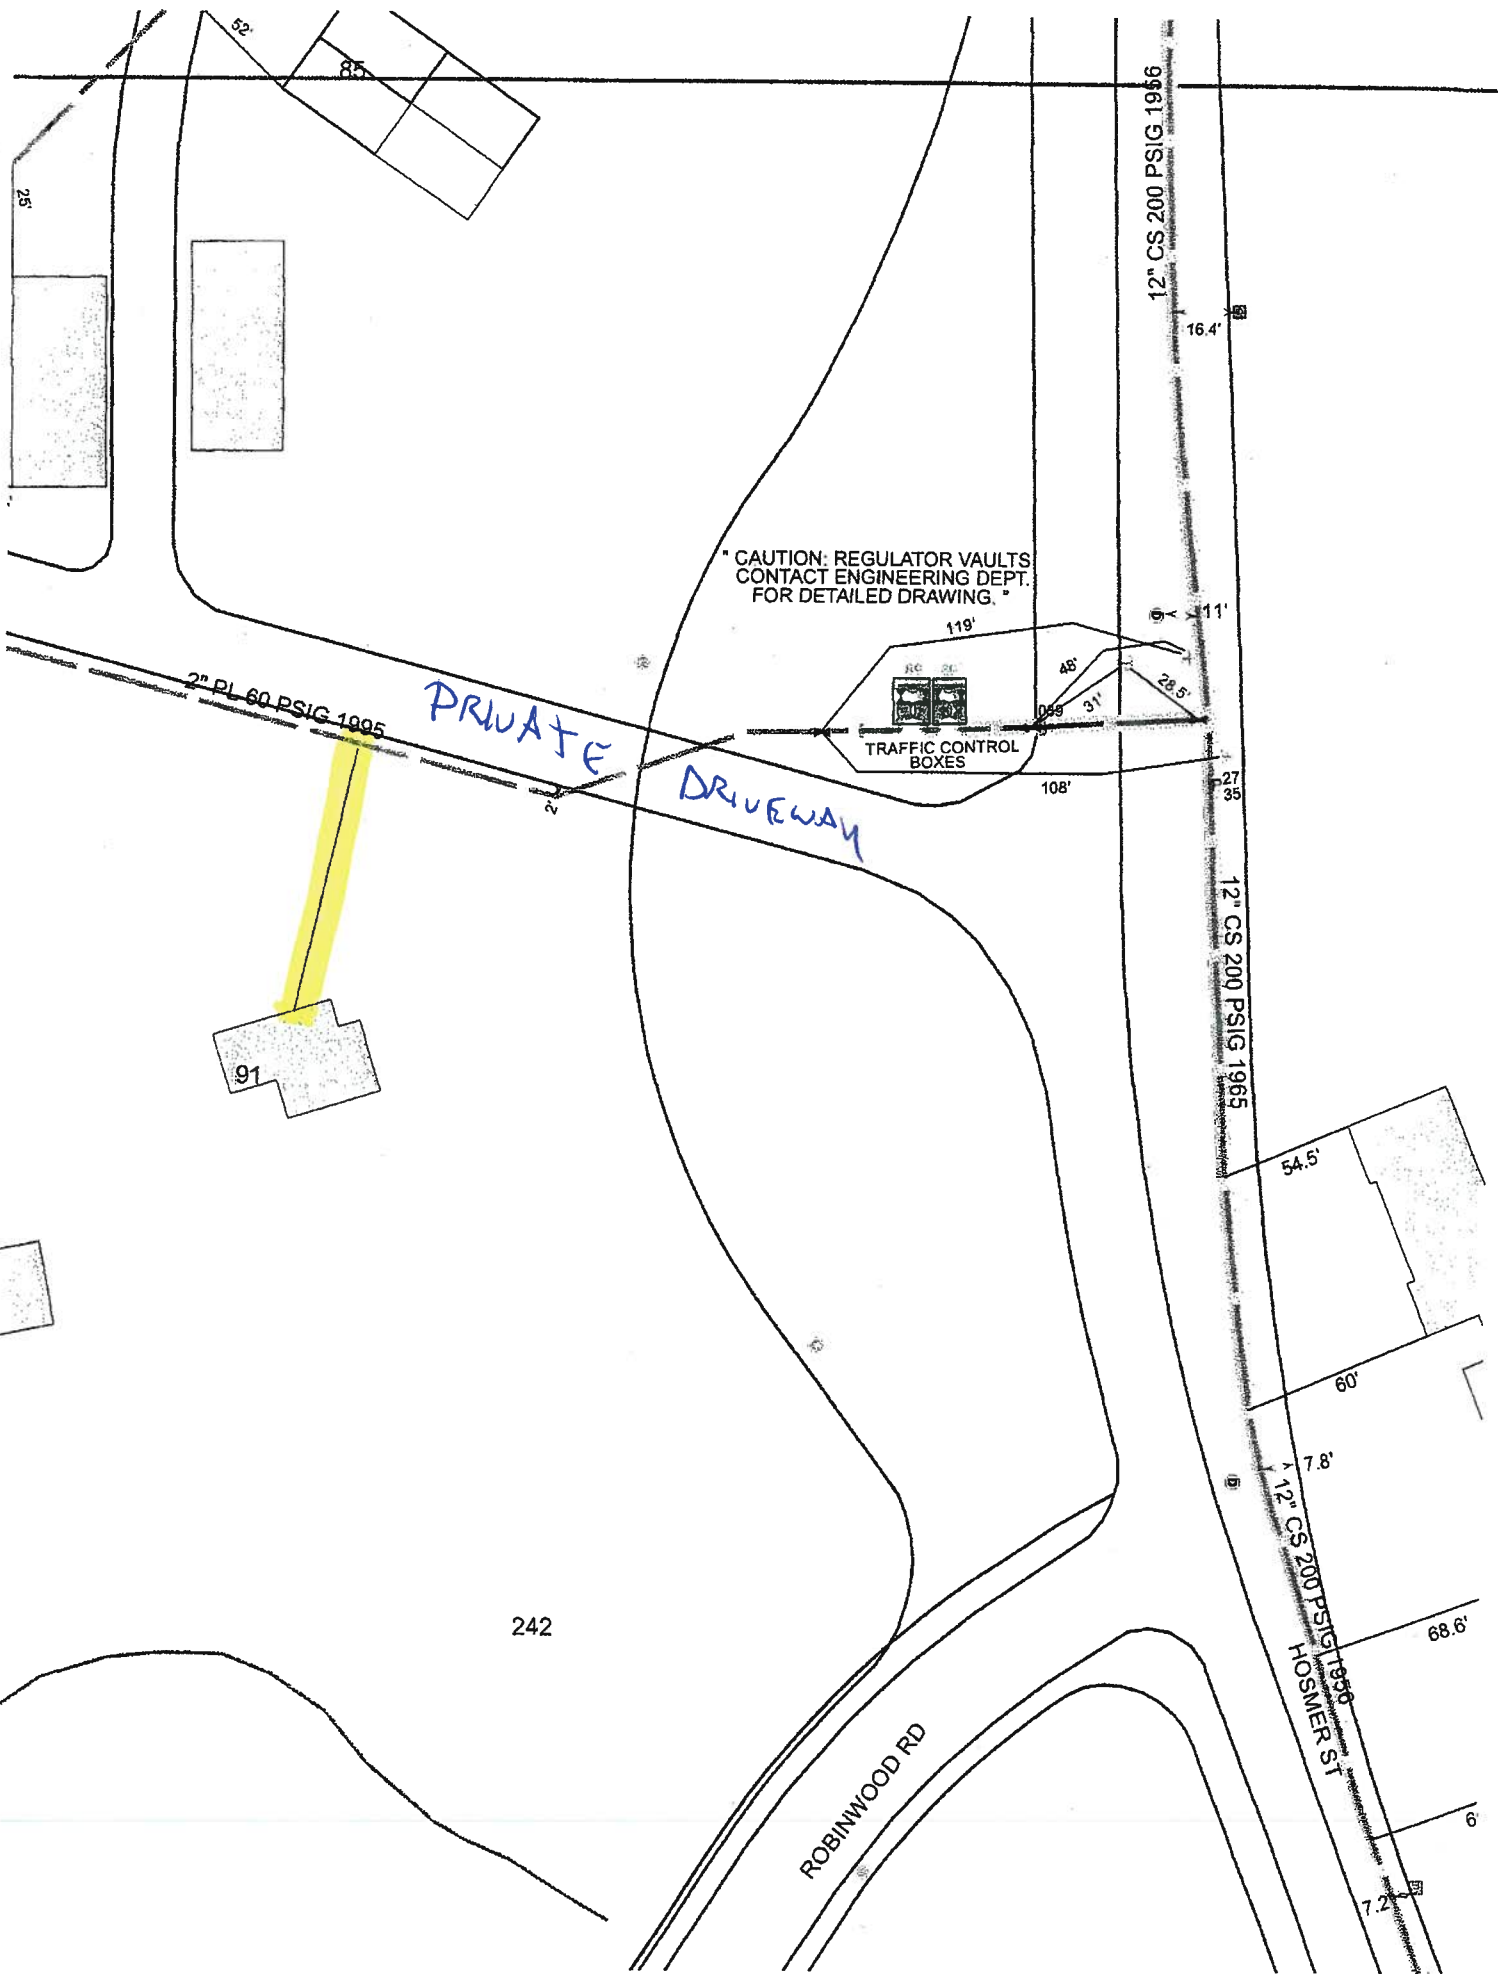 52'
85
25'
12" CS 200 PSIG 1956
16.4'
" CAUTION: REGULATOR VAULTS
CONTACT ENGINEERING DEPT.
FOR DETAILED DRAWING. "
11'
119'
48'
31'
28.5'
2" PL 60 PSIG 1995
PRIVATE
DRIVEWAY
TRAFFIC CONTROL
BOXES
108'
2'
27
35
12" CS 200 PSIG 1965
91
54.5'
60'
7.8'
12" CS 200 PSIG 1956
HOSMER ST
68.6'
242
ROBINWOOD RD
6'
7.2'